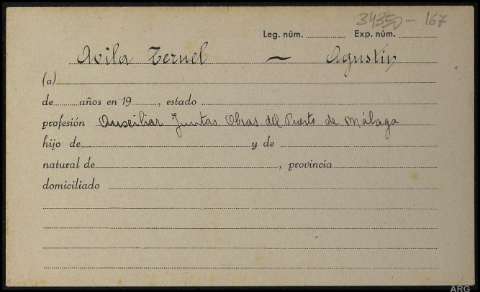 34350-167
Leg. núm. Exp. núm.
Avila Teruel — Agustín
(a)
de años en 19 , estado
profesión Auxiliar Juntas Obras del Puerto de Málaga
hijo de y de
natural de , provincia
domiciliado
ARG